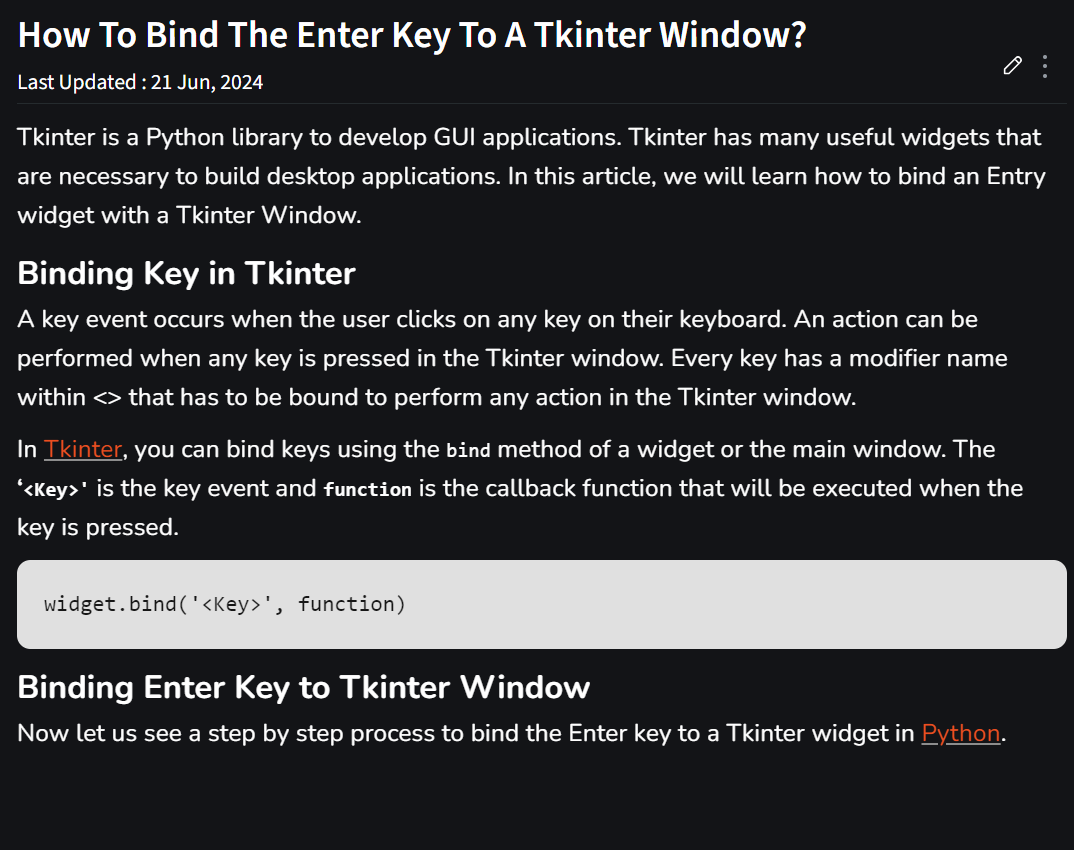 How To Bind The Enter Key To A Tkinter Window?
Last Updated : 21 Jun, 2024
Tkinter is a Python library to develop GUI applications. Tkinter has many useful widgets that
are necessary to build desktop applications. In this article, we will learn how to bind an Entry
widget with a Tkinter Window.
Binding Key in Tkinter
A key event occurs when the user clicks on any key on their keyboard. An action can be
performed when any key is pressed in the Tkinter window. Every key has a modifier name
within <> that has to be bound to perform any action in the Tkinter window.
In Tkinter, you can bind keys using the bind method of a widget or the main window. The
‘<Key>' is the key event and function is the callback function that will be executed when the
key is pressed.
widget.bind('<Key>', function)
Binding Enter Key to Tkinter Window
Now let us see a step by step process to bind the Enter key to a Tkinter widget in Python.